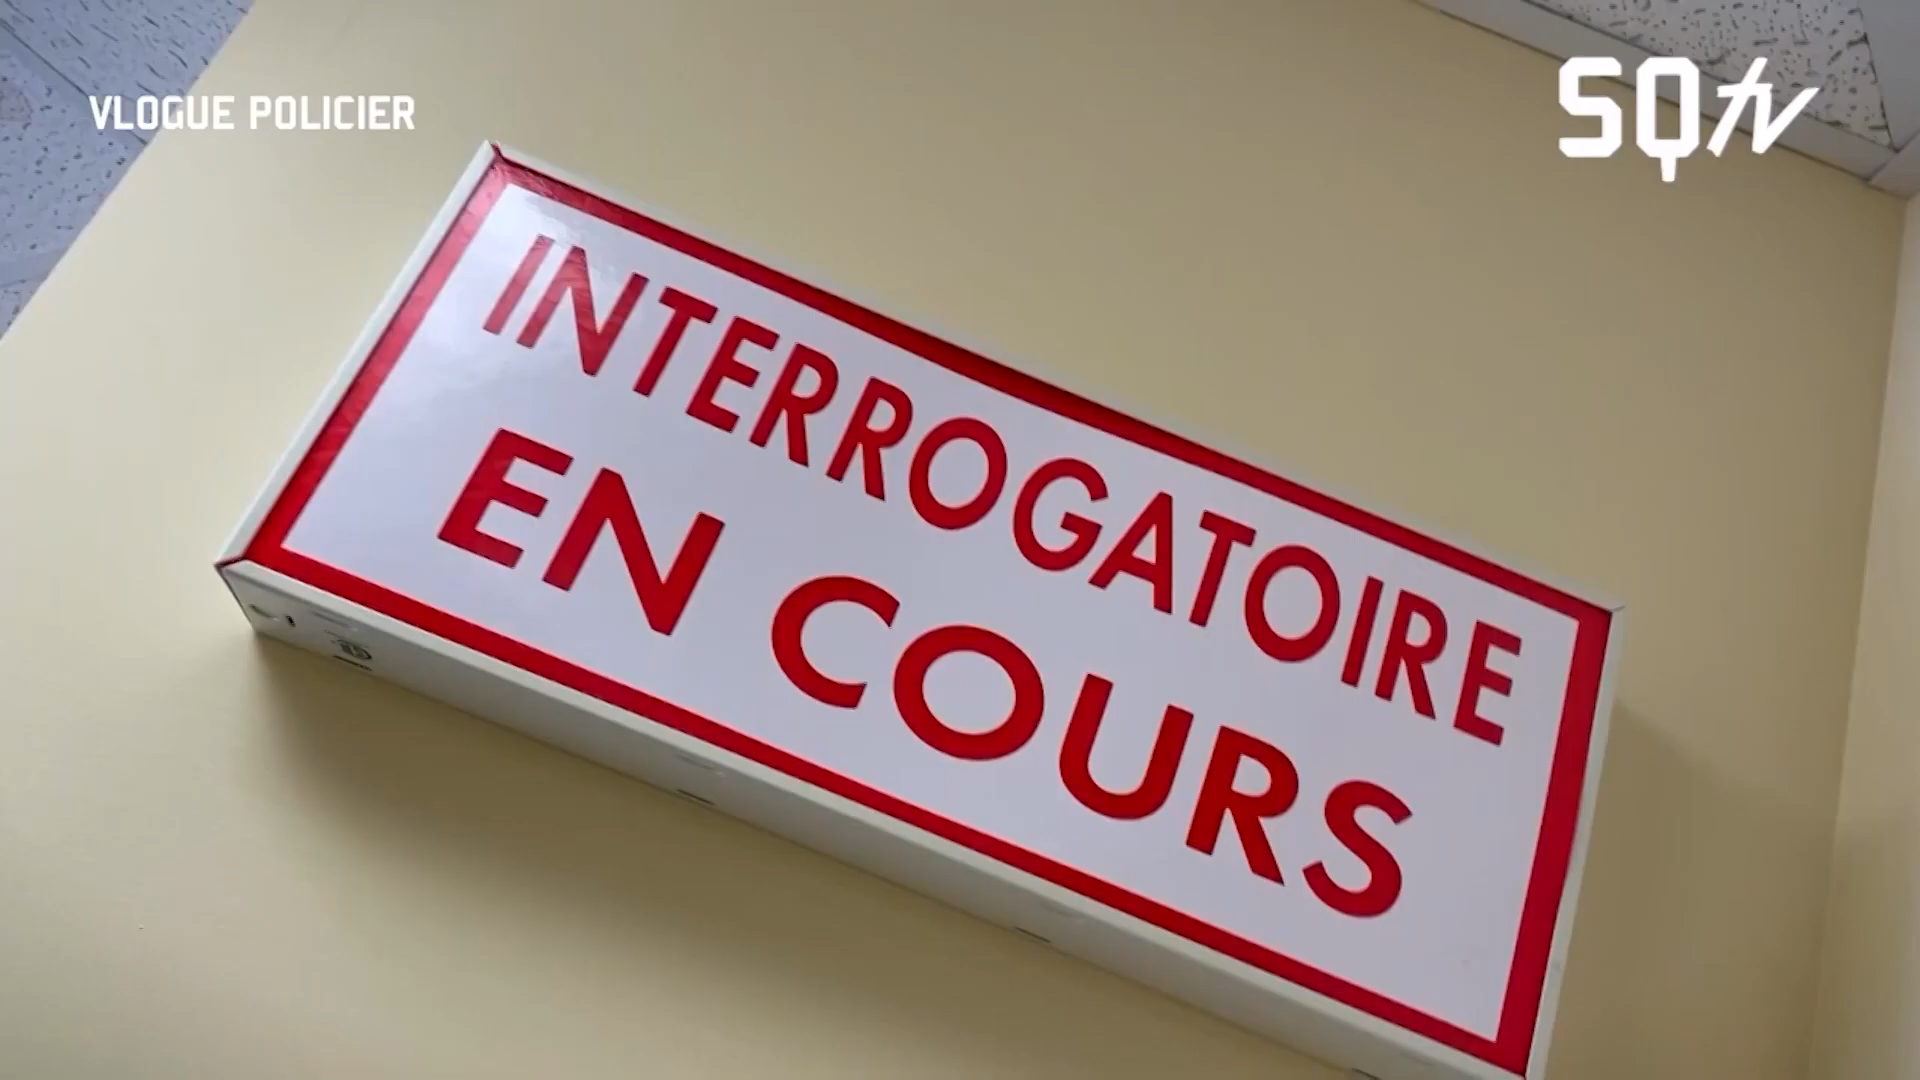 VLOGUE POLICIER
SQtv
INTERROGATOIRE
EN COURS